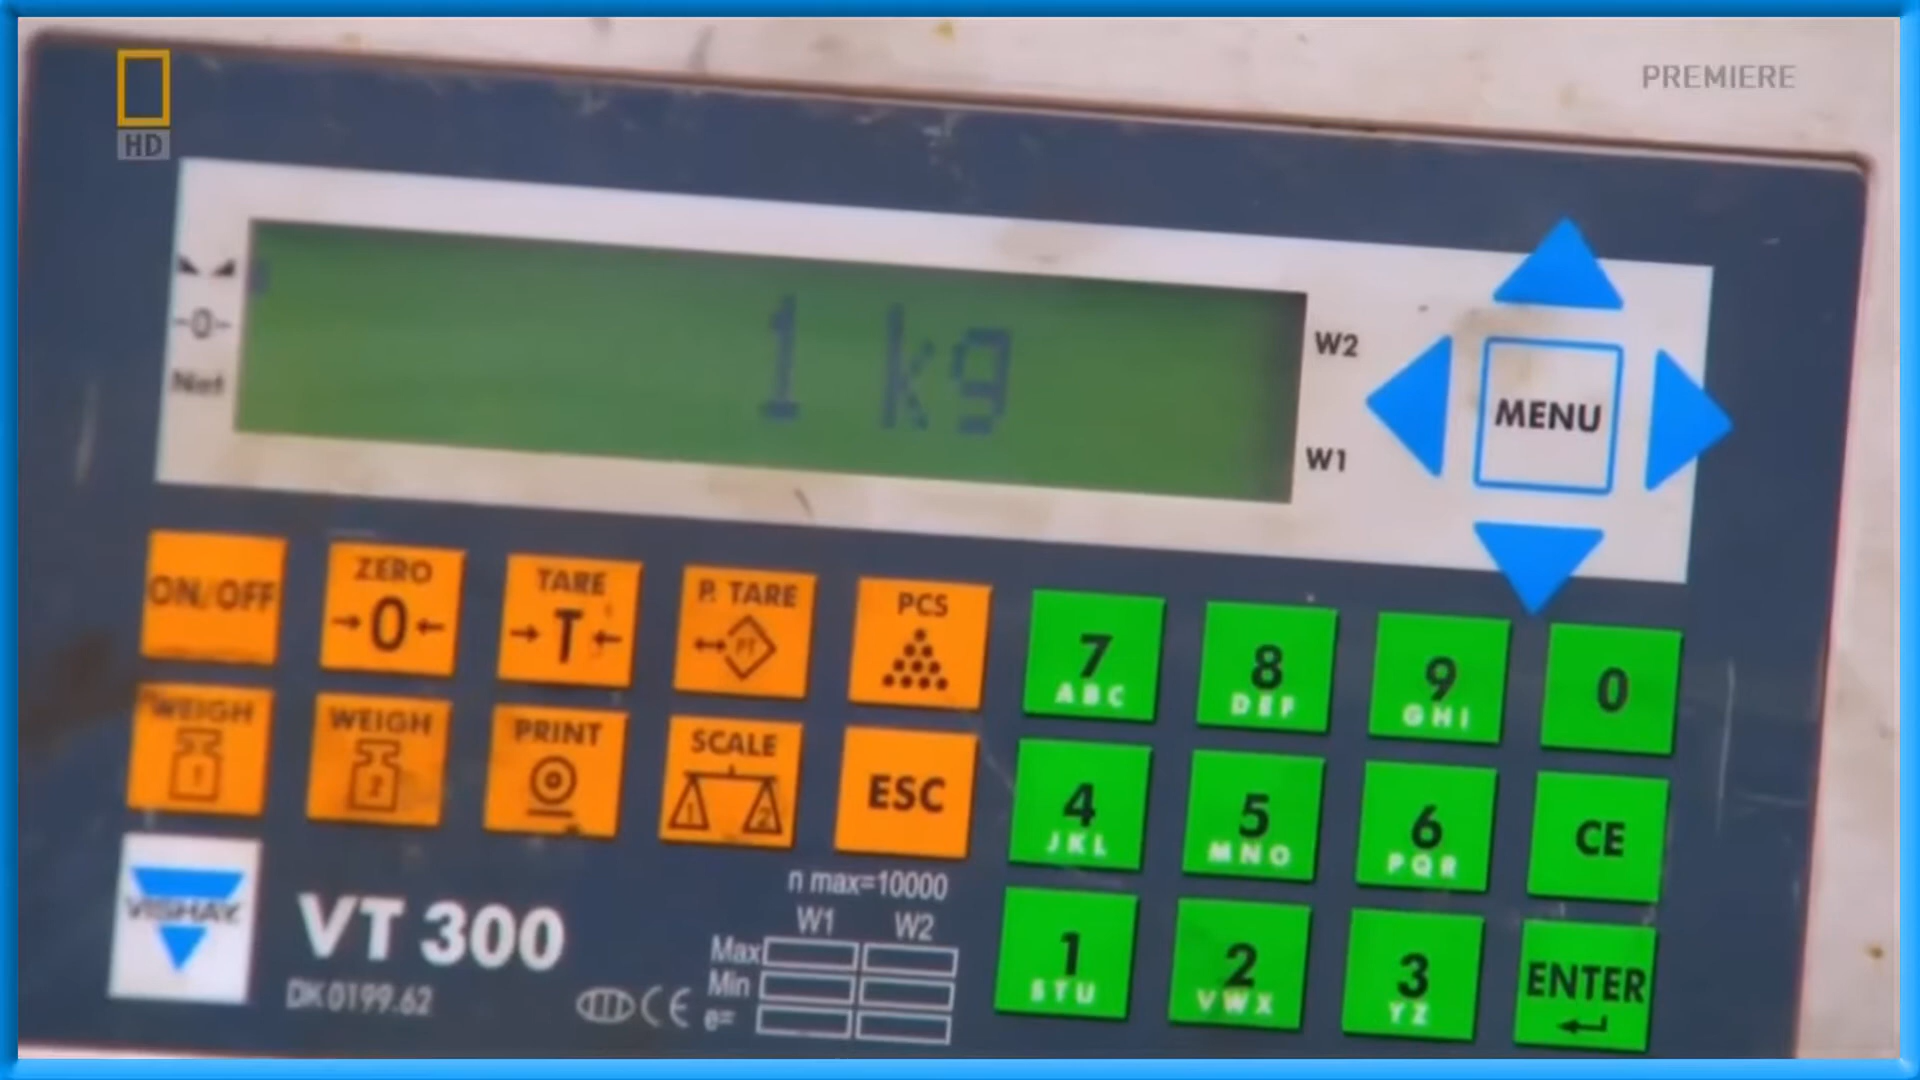 PREMIERE
HD
-0-
Net
1 kg
W2
W1
MENU
ON/OFF
ZERO
→0←
TARE
→T←
P. TARE
PT
PCS
7
ABC
8
DEF
9
GHI
0
WEIGH
1
WEIGH
2
PRINT
SCALE
1 2
ESC
4
JKL
5
MNO
6
PQR
CE
VISHAY
VT 300
DK 0199.62
CE
n max=10000
W1 W2
Max
Min
e=
1
STU
2
VWX
3
YZ
ENTER